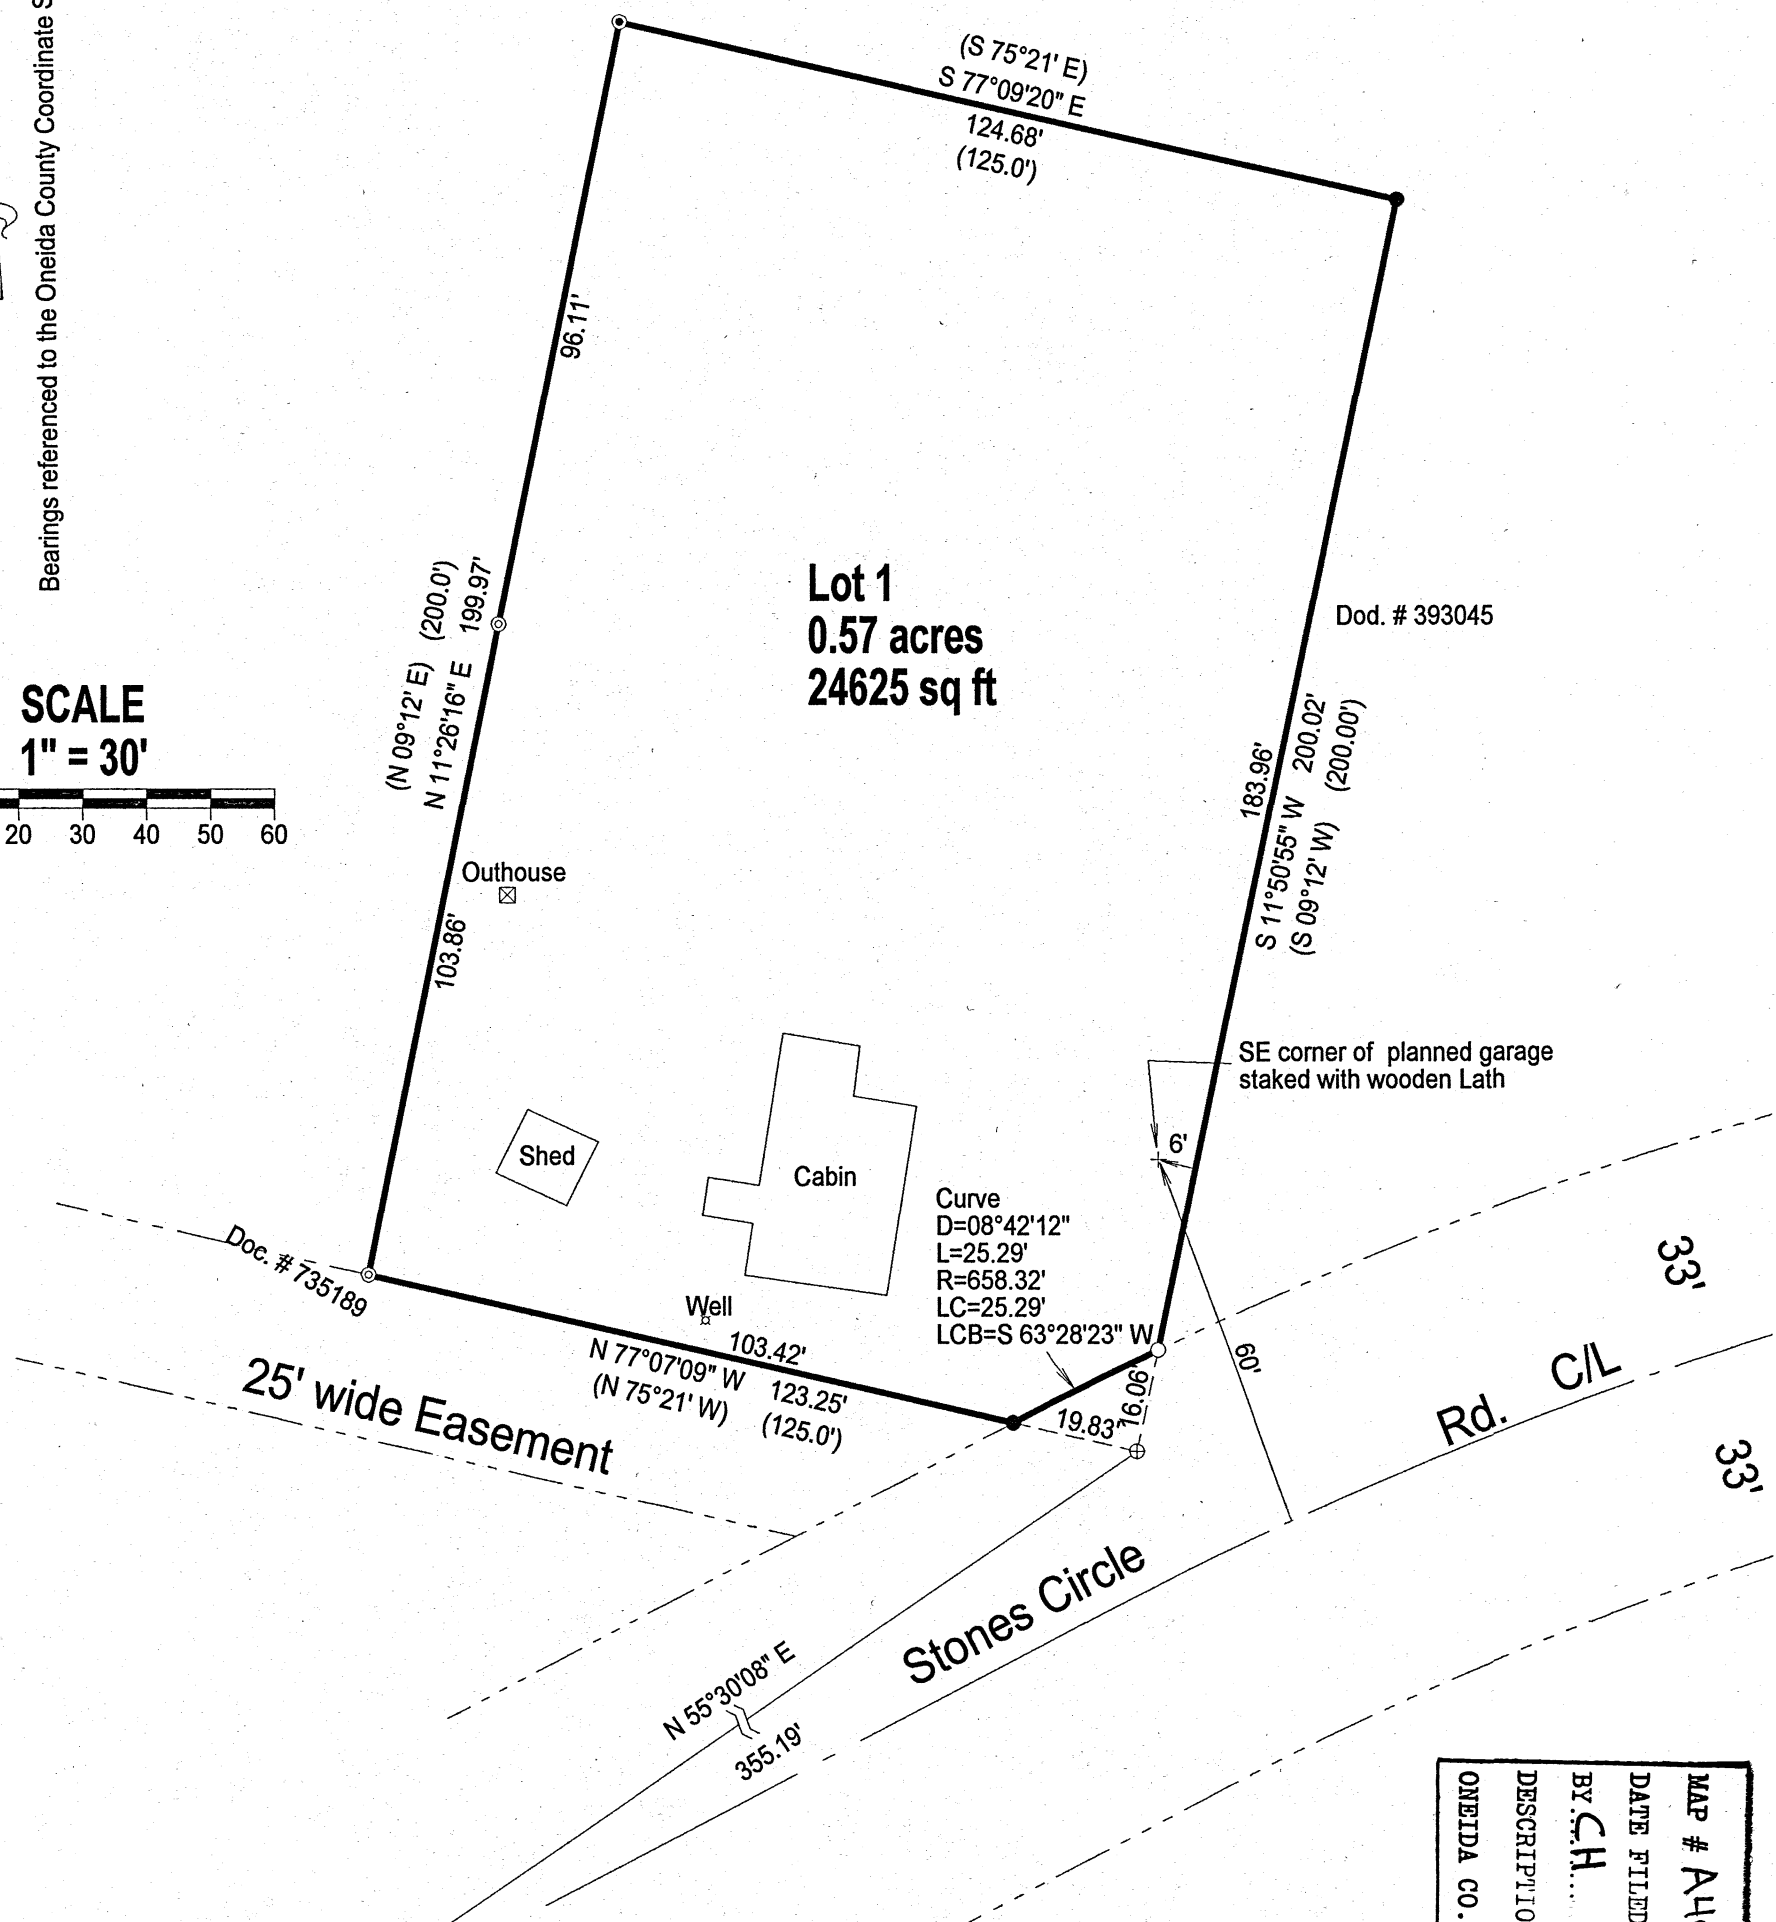 Bearings referenced to the Oneida County Coordinate
(S 75°21' E)
S 77°09'20" E
124.68'
(125.0')
96.11'
(N 09°12' E) (200.0')
N 11°26'16" E 199.97'
Lot 1
0.57 acres
24625 sq ft
Dod. # 393045
SCALE
1" = 30'
20 30 40 50 60
183.96'
S 11°50'55" W 200.02'
(S 09°12' W) (200.00')
Outhouse
103.86'
SE corner of planned garage
staked with wooden Lath
6'
Shed
Cabin
Curve
D=08°42'12"
L=25.29'
R=658.32'
LC=25.29'
LCB=S 63°28'23" W
Doc. # 735189
Well
103.42'
N 77°07'09" W 123.25'
(N 75°21' W) (125.0')
19.83'
16.06'
60'
33'
25' wide Easement
C/L
Rd.
33'
Stones Circle
N 55°30'08" E
355.19'
MAP #
DATE FILED
BY. CH....
DESCRIPTIO
ONEIDA CO.